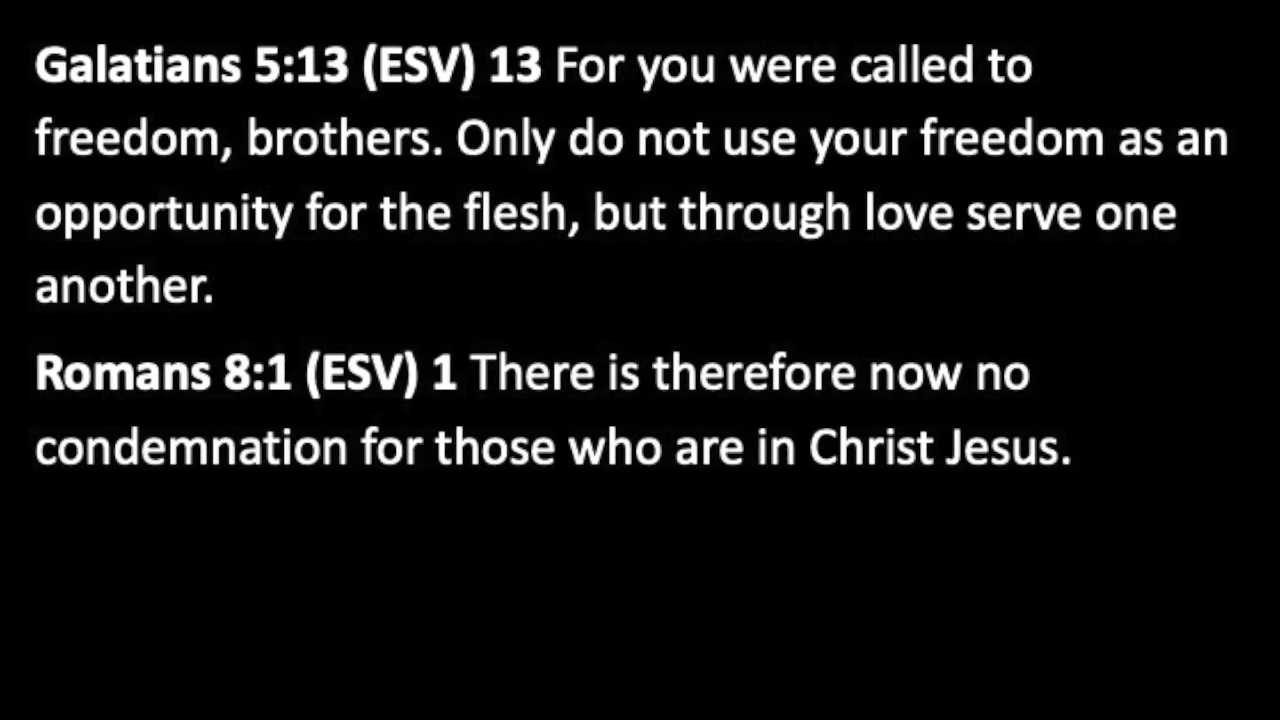 Galatians 5:13 (ESV) 13 For you were called to
freedom, brothers. Only do not use your freedom as an
opportunity for the flesh, but through love serve one
another.
Romans 8:1 (ESV) 1 There is therefore now no
condemnation for those who are in Christ Jesus.